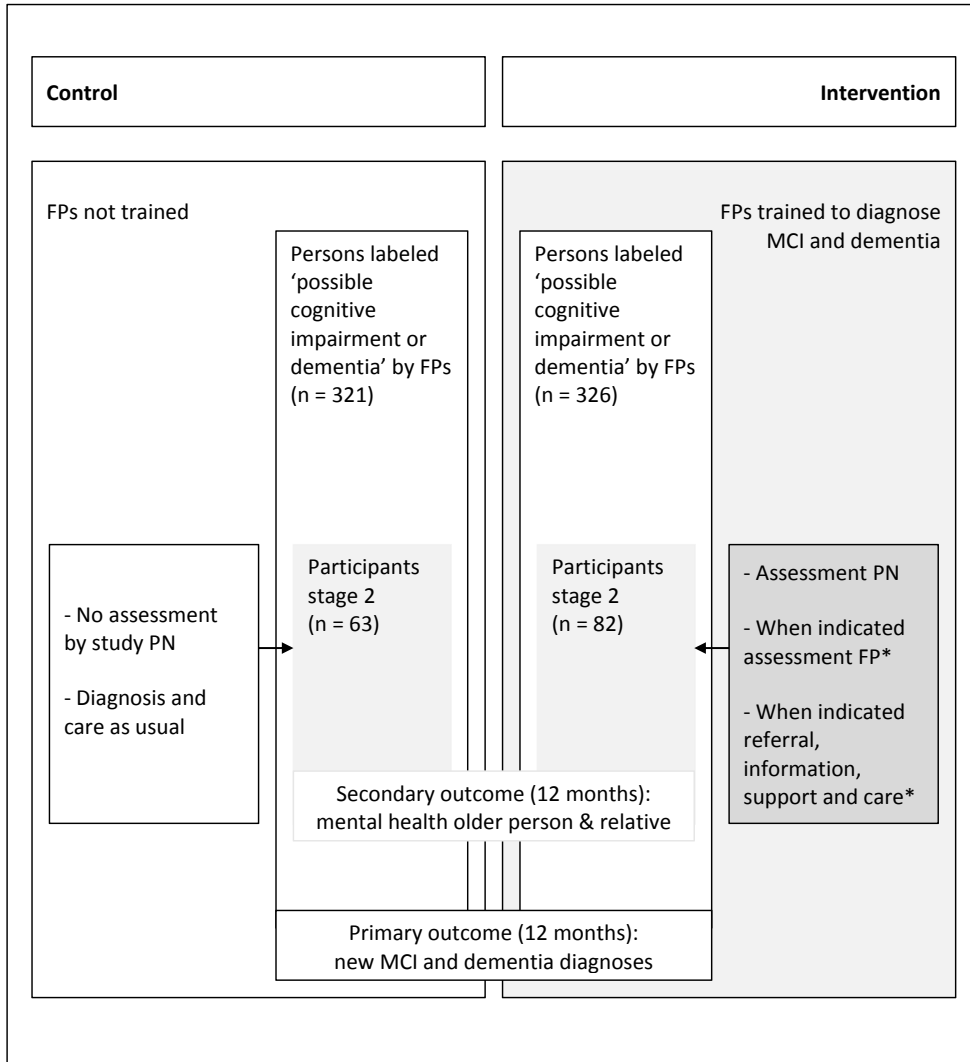 Control
Intervention
FPs not trained
FPs trained to diagnose
MCI and dementia
Persons labeled
‘possible
cognitive
impairment or
dementia’ by FPs
(n = 321)
Persons labeled
‘possible
cognitive
impairment or
dementia’ by FPs
(n = 326)
- No assessment
by study PN
- Diagnosis and
care as usual
Participants
stage 2
(n = 63)
Participants
stage 2
(n = 82)
- Assessment PN
- When indicated
assessment FP*
- When indicated
referral,
information,
support and care*
Secondary outcome (12 months):
mental health older person & relative
Primary outcome (12 months):
new MCI and dementia diagnoses